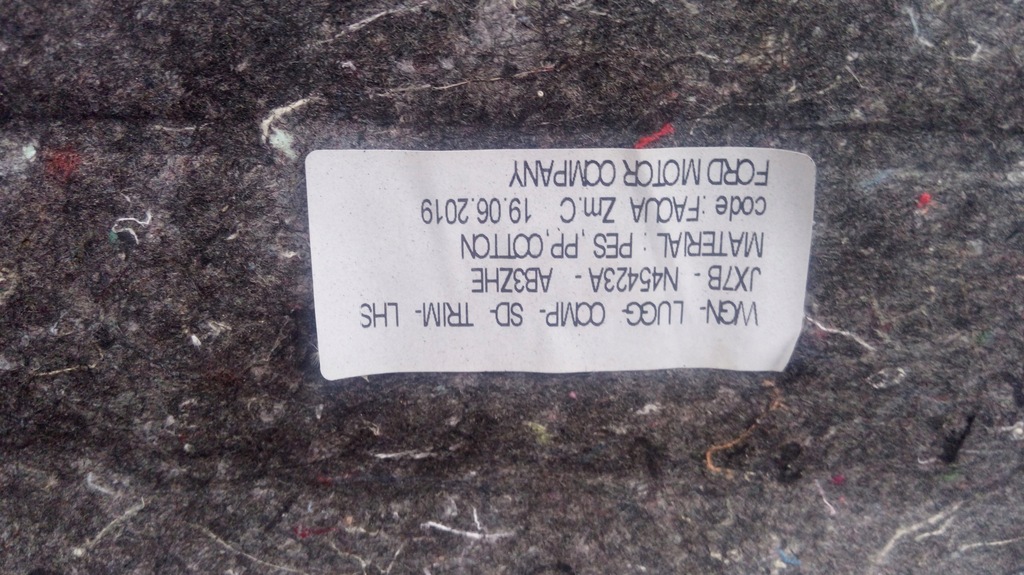 WGN- LUGG- COMP- SD- TRIM- LHS
JX7B - N45423A - AB3ZHE
MATERIAL : PES , PP, COTTON
code : FAOUA Zm.C 19.06.2019
FORD MOTOR COMPANY